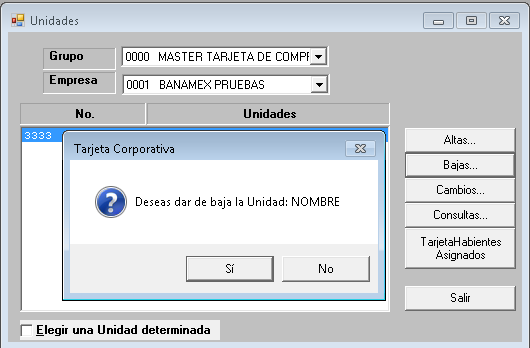 Unidades
Grupo
0000 MASTER TARJETA DE COMPF
Empresa
0001 BANAMEX PRUEBAS
No.
Unidades
3333
Altas...
Bajas...
Cambios...
Consultas...
TarjetaHabientes
Asignados
Salir
Tarjeta Corporativa
Deseas dar de baja la Unidad: NOMBRE
Sí
No
Elegir una Unidad determinada